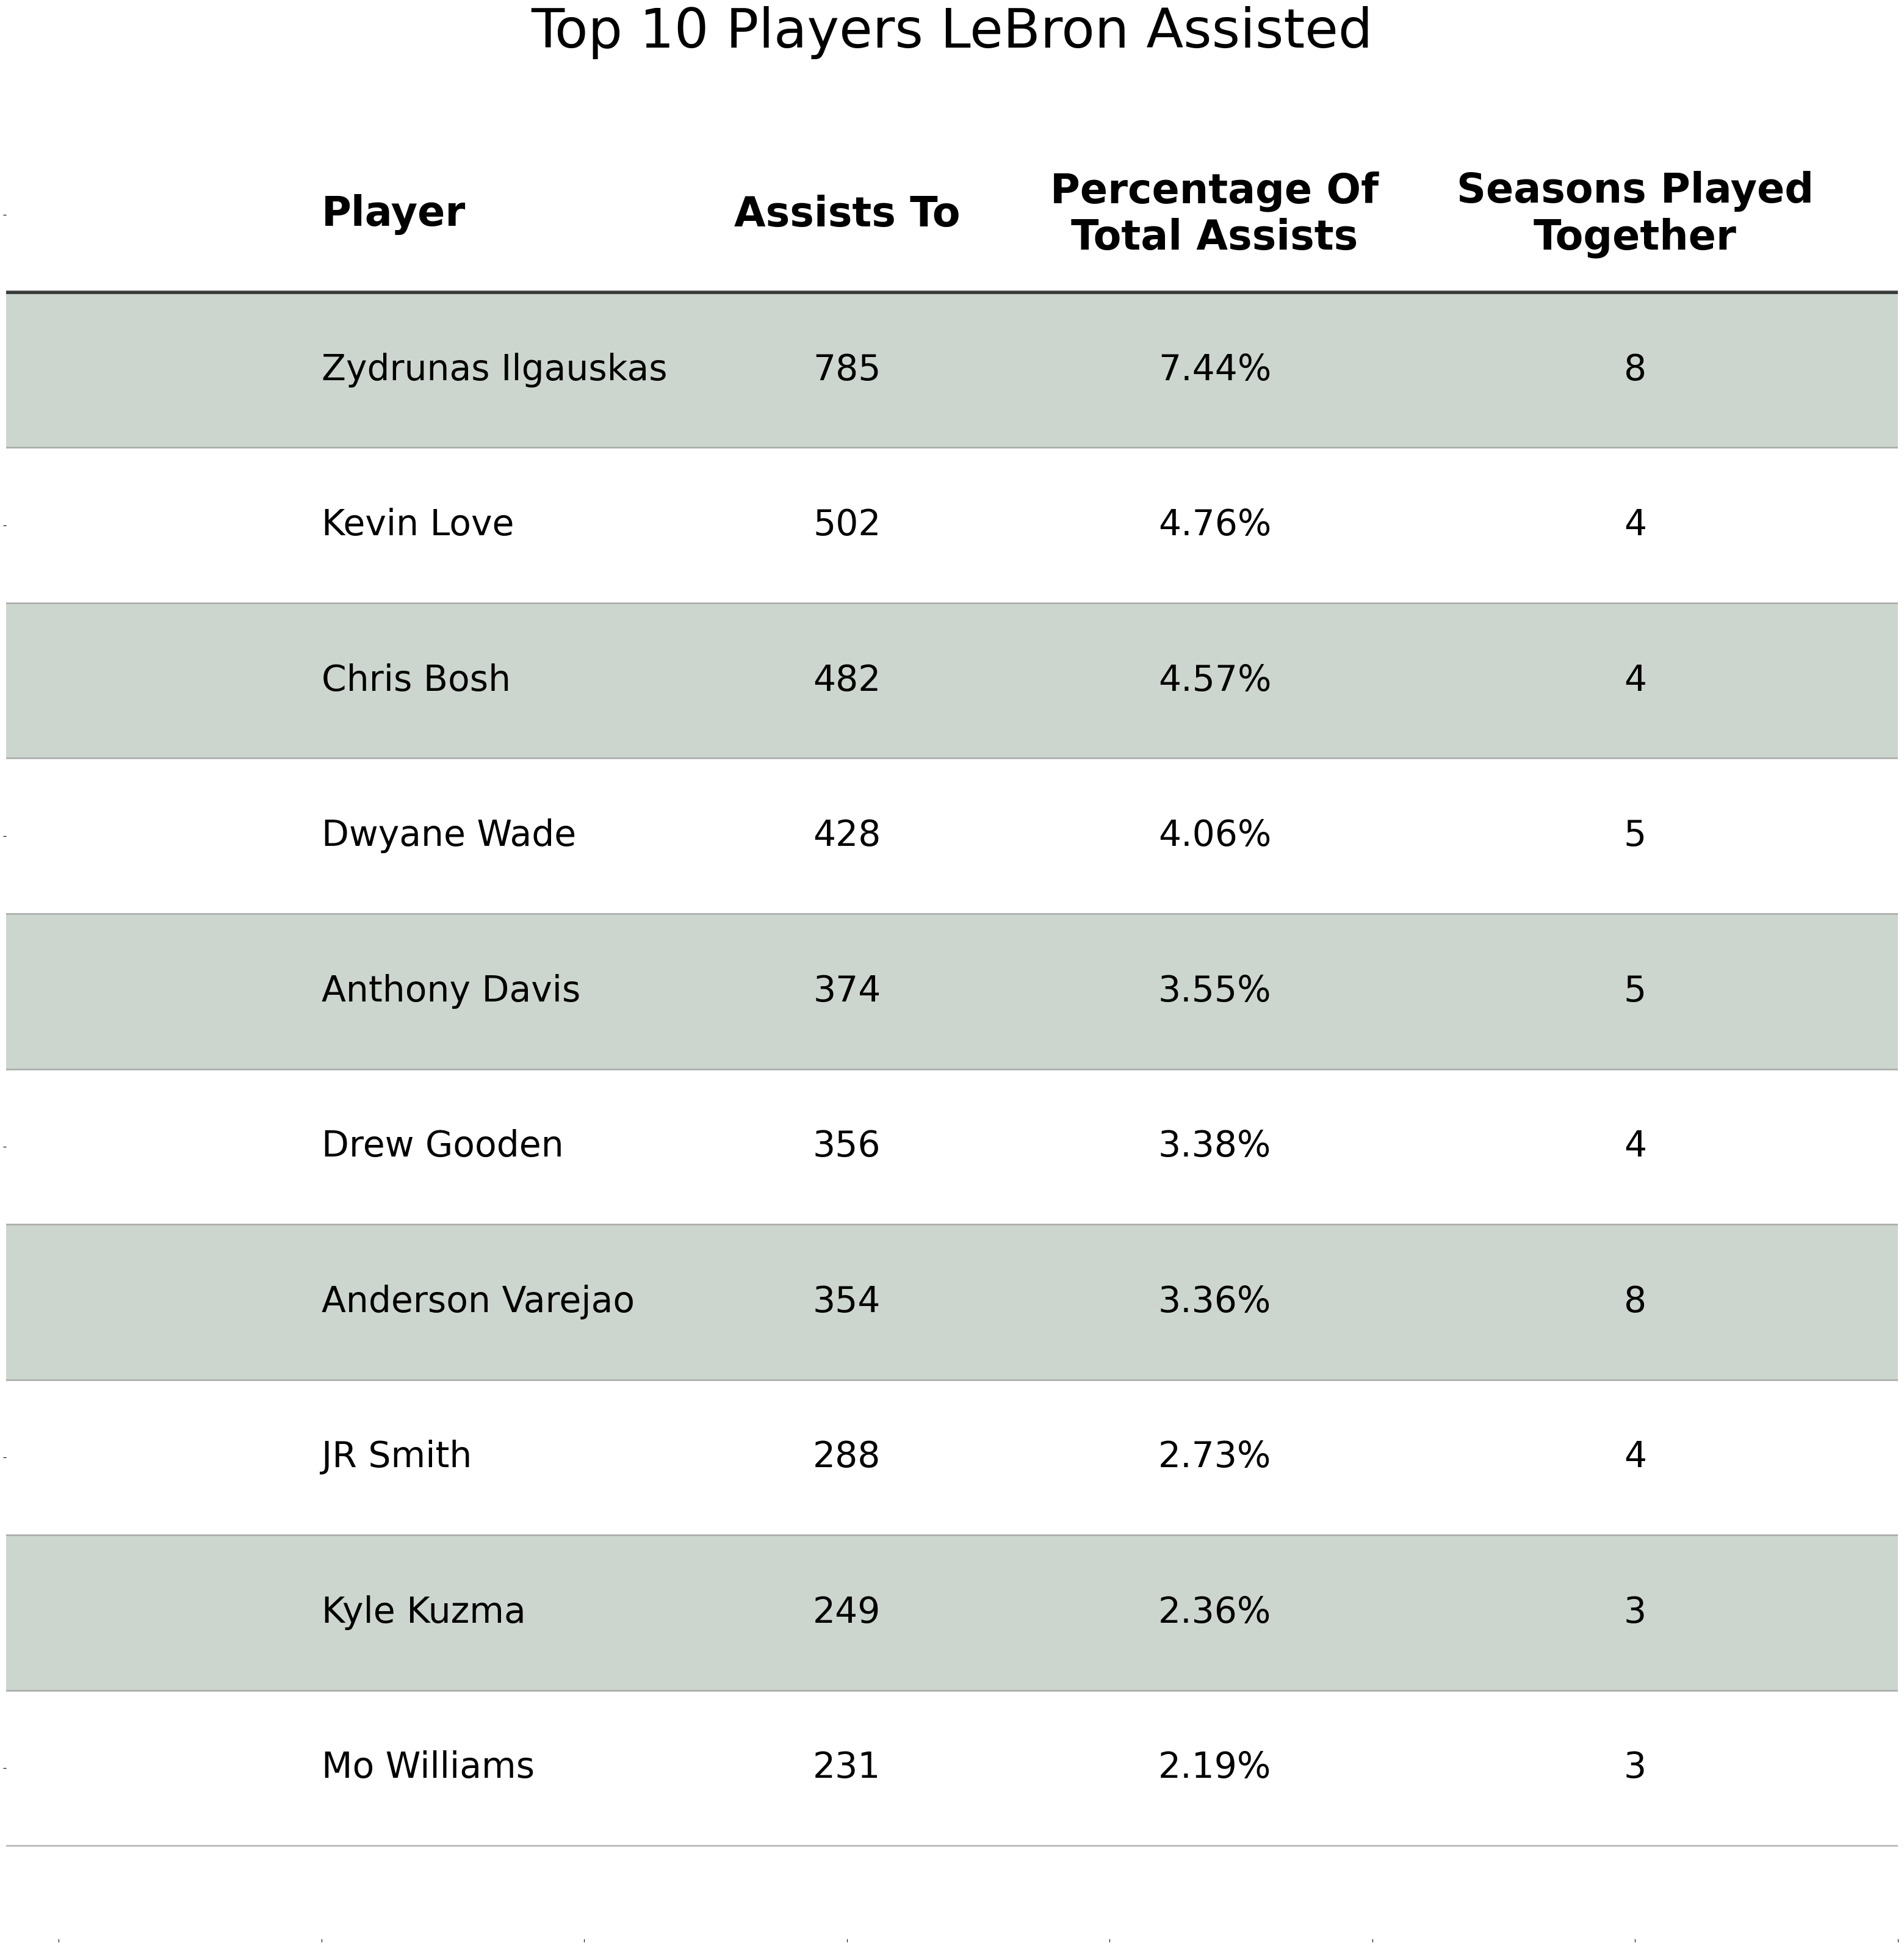 Top 10 Players LeBron Assisted
Player Assists To Percentage Of Total Assists Seasons Played Together
Zydrunas Ilgauskas 785 7.44% 8
Kevin Love 502 4.76% 4
Chris Bosh 482 4.57% 4
Dwyane Wade 428 4.06% 5
Anthony Davis 374 3.55% 5
Drew Gooden 356 3.38% 4
Anderson Varejao 354 3.36% 8
JR Smith 288 2.73% 4
Kyle Kuzma 249 2.36% 3
Mo Williams 231 2.19% 3